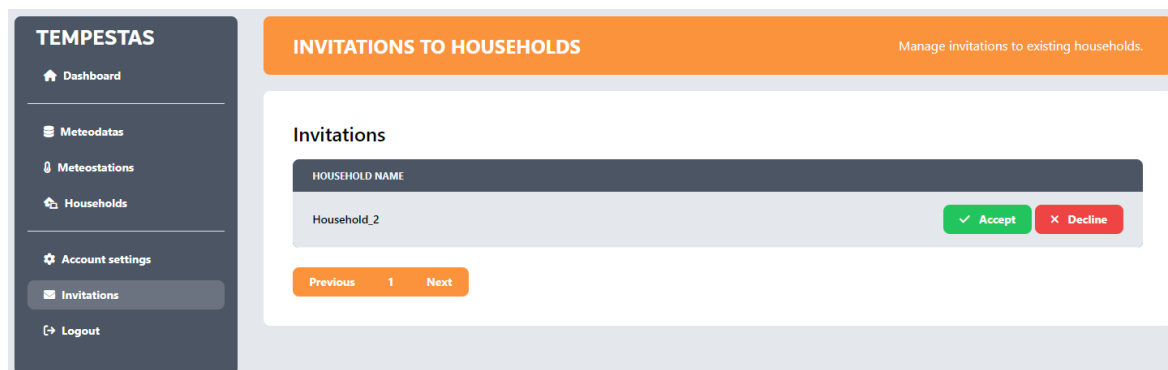 TEMPESTAS
Dashboard
Meteodatas
Meteostations
Households
Account settings
Invitations
Logout
INVITATIONS TO HOUSEHOLDS
Manage invitations to existing households.
Invitations
HOUSEHOLD NAME
Household_2
Accept
Decline
Previous 1 Next